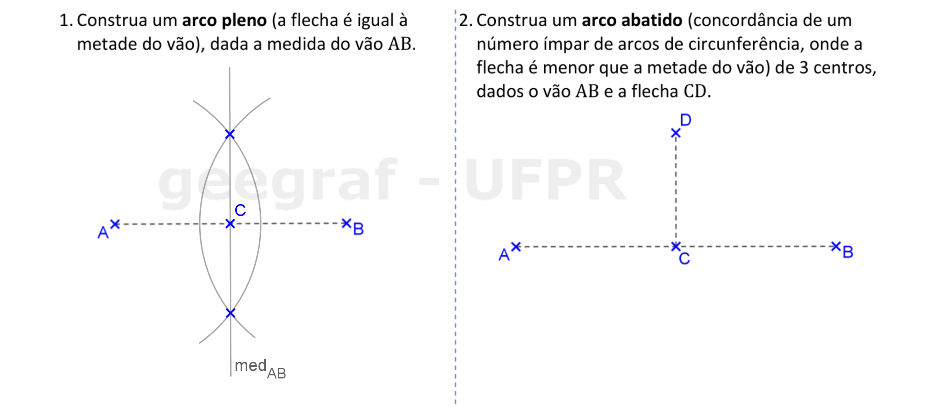 1. Construa um arco pleno (a flecha é igual à
metade do vão), dada a medida do vão AB.
C
A
B
med AB
2. Construa um arco abatido (concordância de um
número ímpar de arcos de circunferência, onde a
flecha é menor que a metade do vão) de 3 centros,
dados o vão AB e a flecha CD.
D
A
C
B
geegraf - UFPR